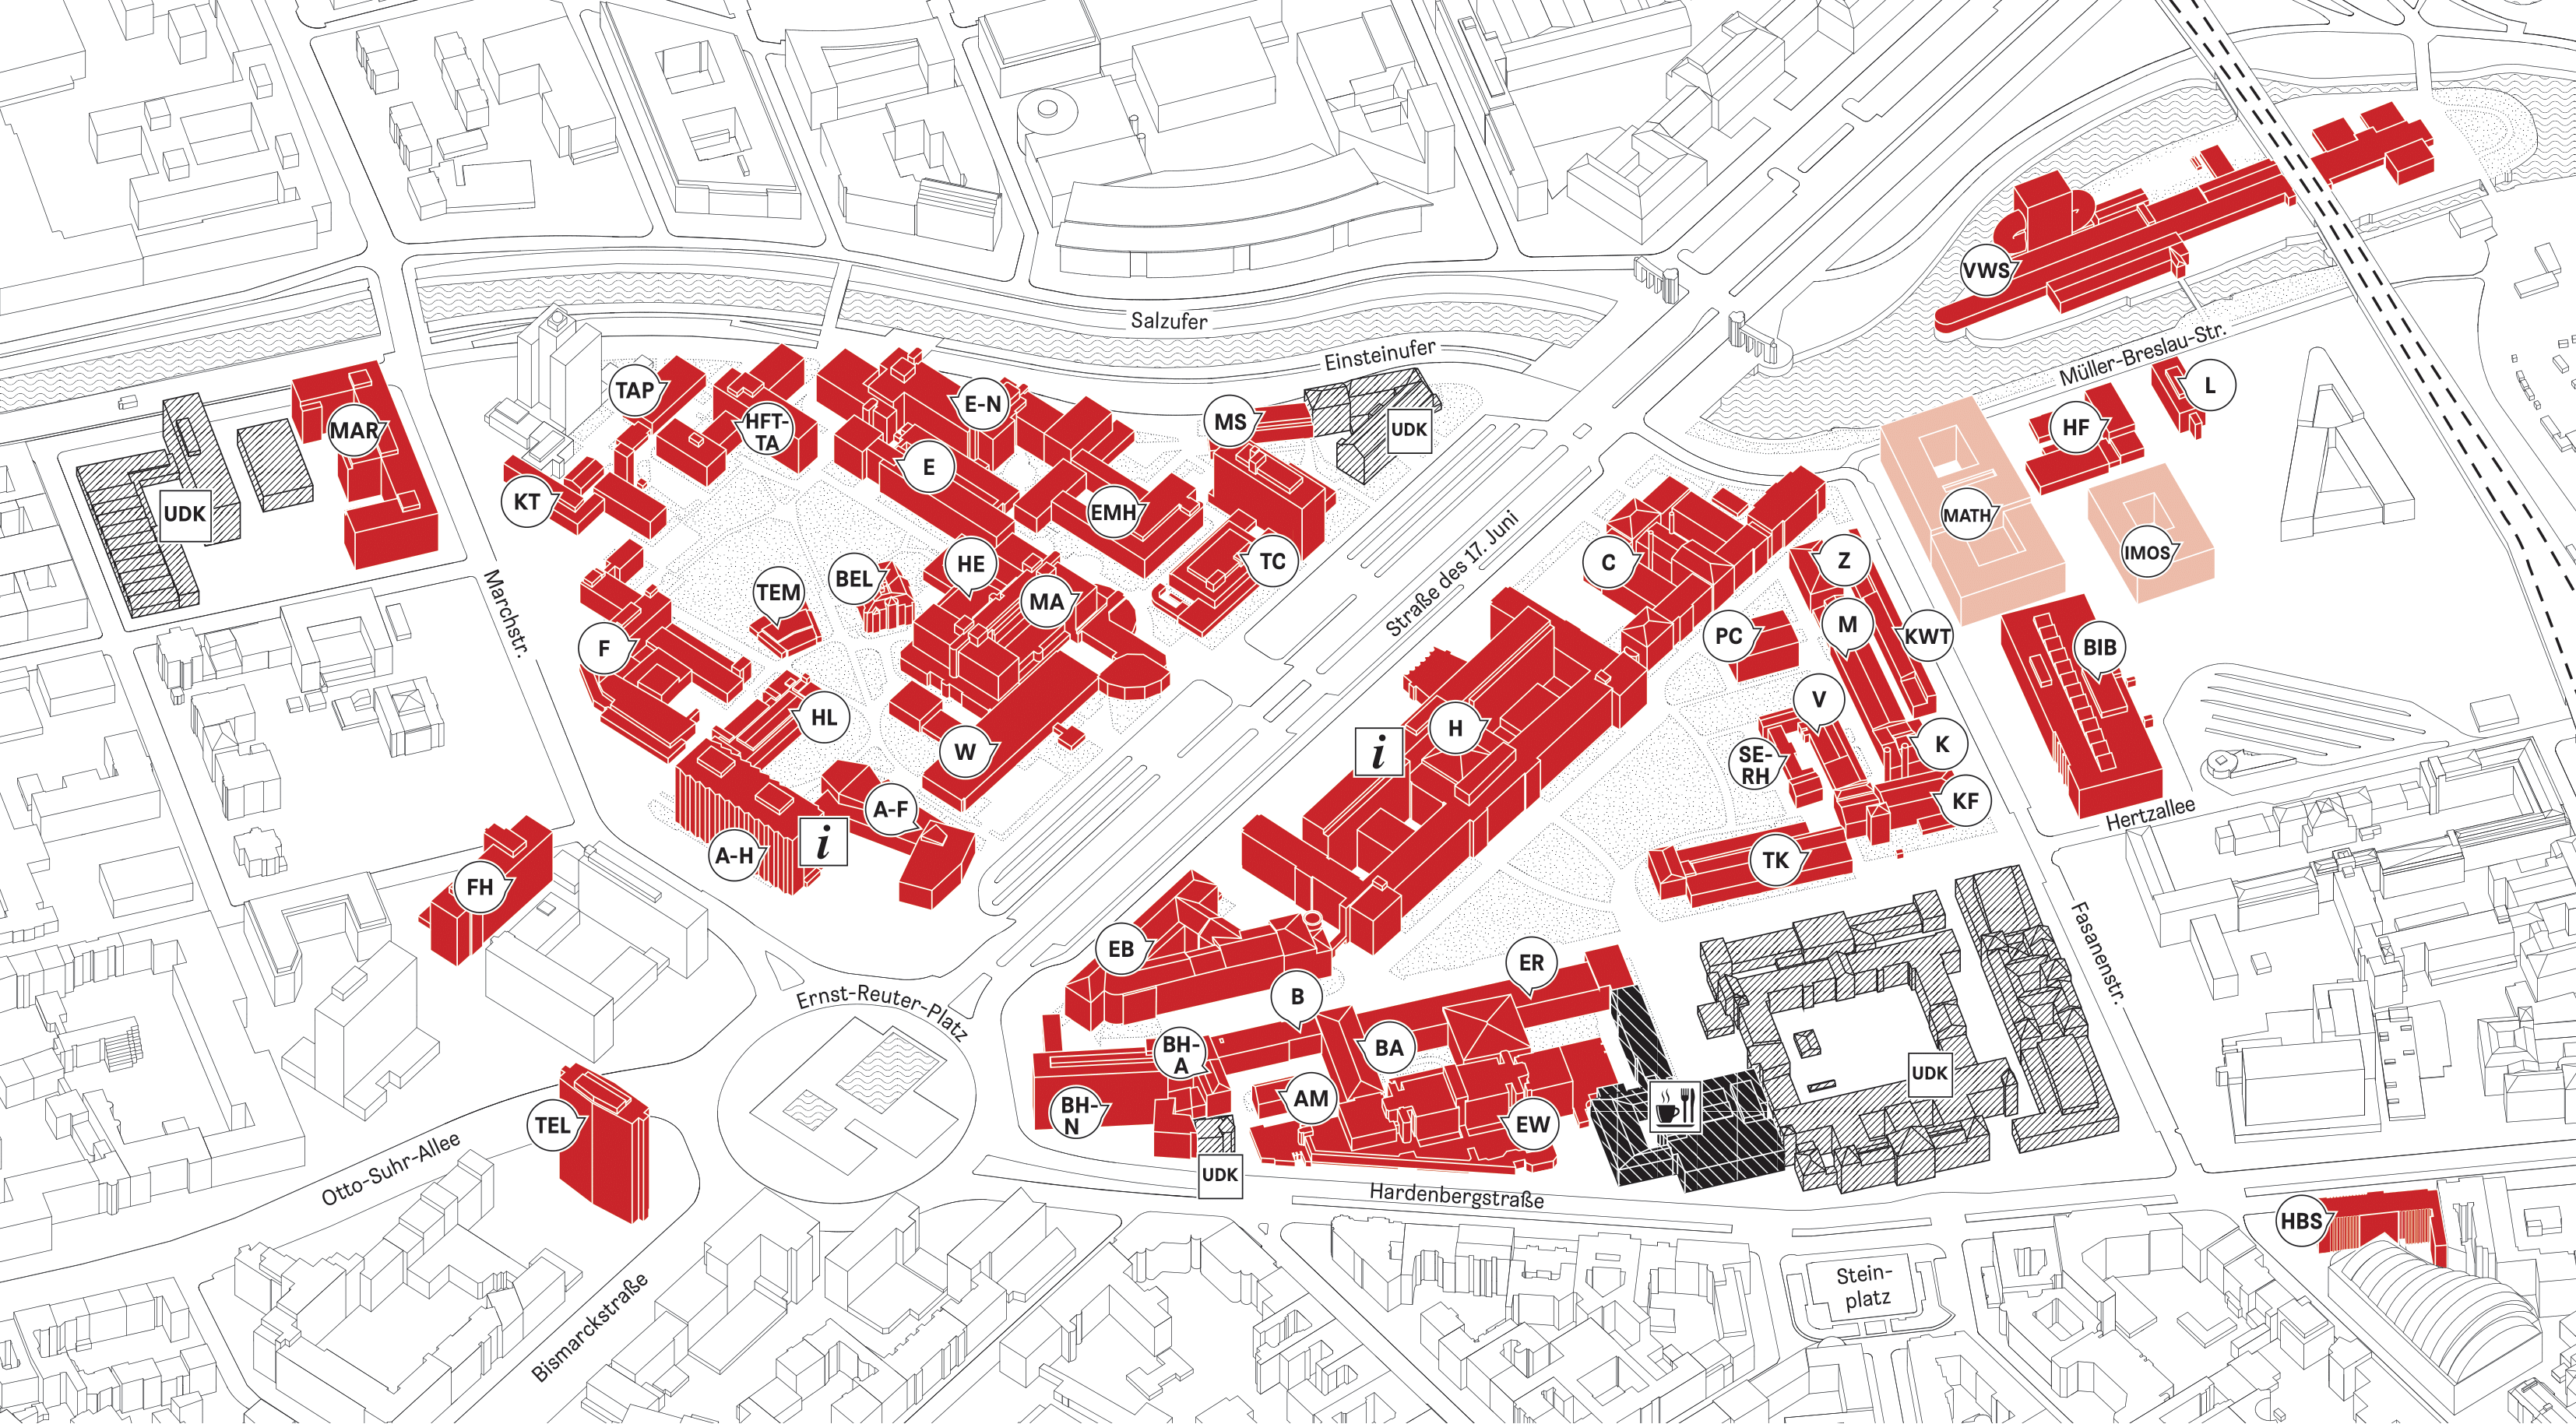 VWS
Salzufer
Einsteinufer
Müller-Breslau-Str.
TAP
E-N
MS
UDK
L
MAR
HFT-
TA
HF
E
KT
UDK
EMH
MATH
IMOS
Straße des 17. Juni
HE
TC
C
Z
BEL
TEM
MA
Marchstr.
M
PC
KWT
F
BIB
HL
V
H
W
i
K
SE-
RH
A-F
KF
Hertzallee
i
A-H
TK
FH
EB
ER
Fasanenstr.
Ernst-Reuter-Platz
B
BH-
A
BA
UDK
AM
BH-
N
EW
TEL
Otto-Suhr-Allee
UDK
Hardenbergstraße
HBS
Stein-
platz
Bismarckstraße